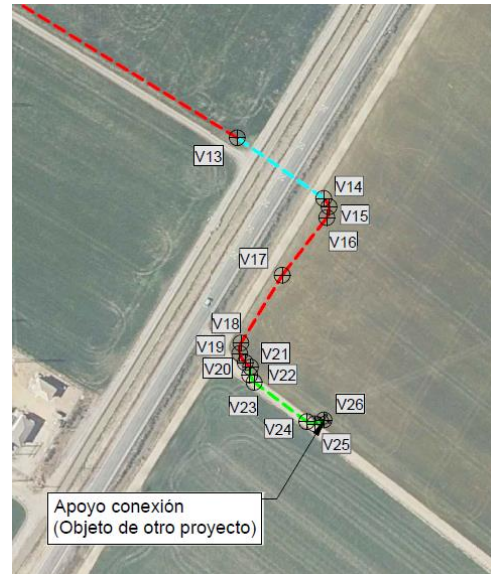 V13
V14
V15
V16
V17
V18
V19
V20
V21
V22
V23
V24
V26
V25
Apoyo conexión
(Objeto de otro proyecto)